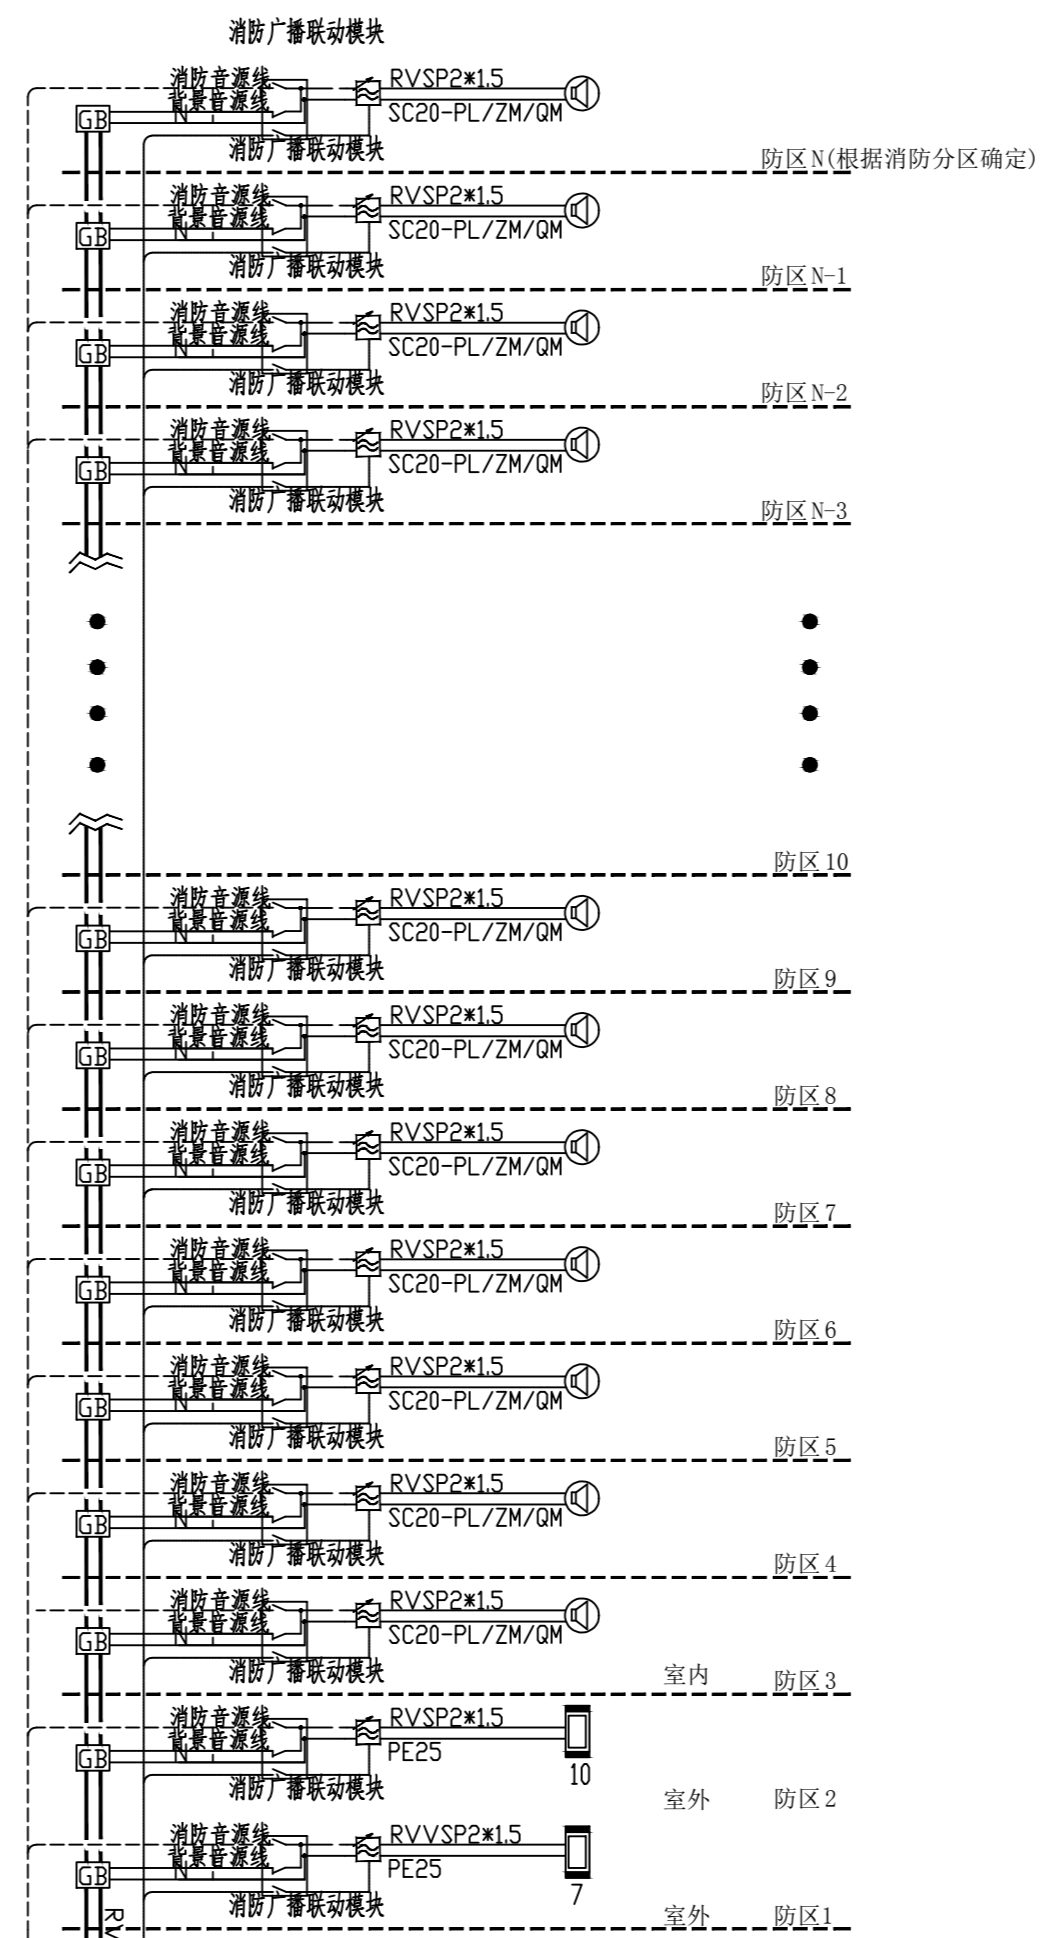 消防广播联动模块
消防音源线 RVSP2*1.5
背景音源线
GB N SC20-PL/ZM/QM
消防广播联动模块 防区N(根据消防分区确定)
消防音源线 RVSP2*1.5
背景音源线
GB N SC20-PL/ZM/QM
消防广播联动模块 防区N-1
消防音源线 RVSP2*1.5
背景音源线
GB N SC20-PL/ZM/QM
消防广播联动模块 防区N-2
消防音源线 RVSP2*1.5
背景音源线
GB N SC20-PL/ZM/QM
消防广播联动模块 防区N-3
防区10
消防音源线 RVSP2*1.5
背景音源线
GB N SC20-PL/ZM/QM
消防广播联动模块 防区9
消防音源线 RVSP2*1.5
背景音源线
GB N SC20-PL/ZM/QM
消防广播联动模块 防区8
消防音源线 RVSP2*1.5
背景音源线
GB N SC20-PL/ZM/QM
消防广播联动模块 防区7
消防音源线 RVSP2*1.5
背景音源线
GB N SC20-PL/ZM/QM
消防广播联动模块 防区6
消防音源线 RVSP2*1.5
背景音源线
GB N SC20-PL/ZM/QM
消防广播联动模块 防区5
消防音源线 RVSP2*1.5
背景音源线
GB N SC20-PL/ZM/QM
消防广播联动模块 防区4
消防音源线 RVSP2*1.5
背景音源线
GB N SC20-PL/ZM/QM
消防广播联动模块 室内 防区3
消防音源线 RVSP2*1.5
背景音源线
GB N PE25
10
消防广播联动模块 室外 防区2
消防音源线 RVVSP2*1.5
背景音源线
GB N PE25
7
消防广播联动模块 室外 防区1